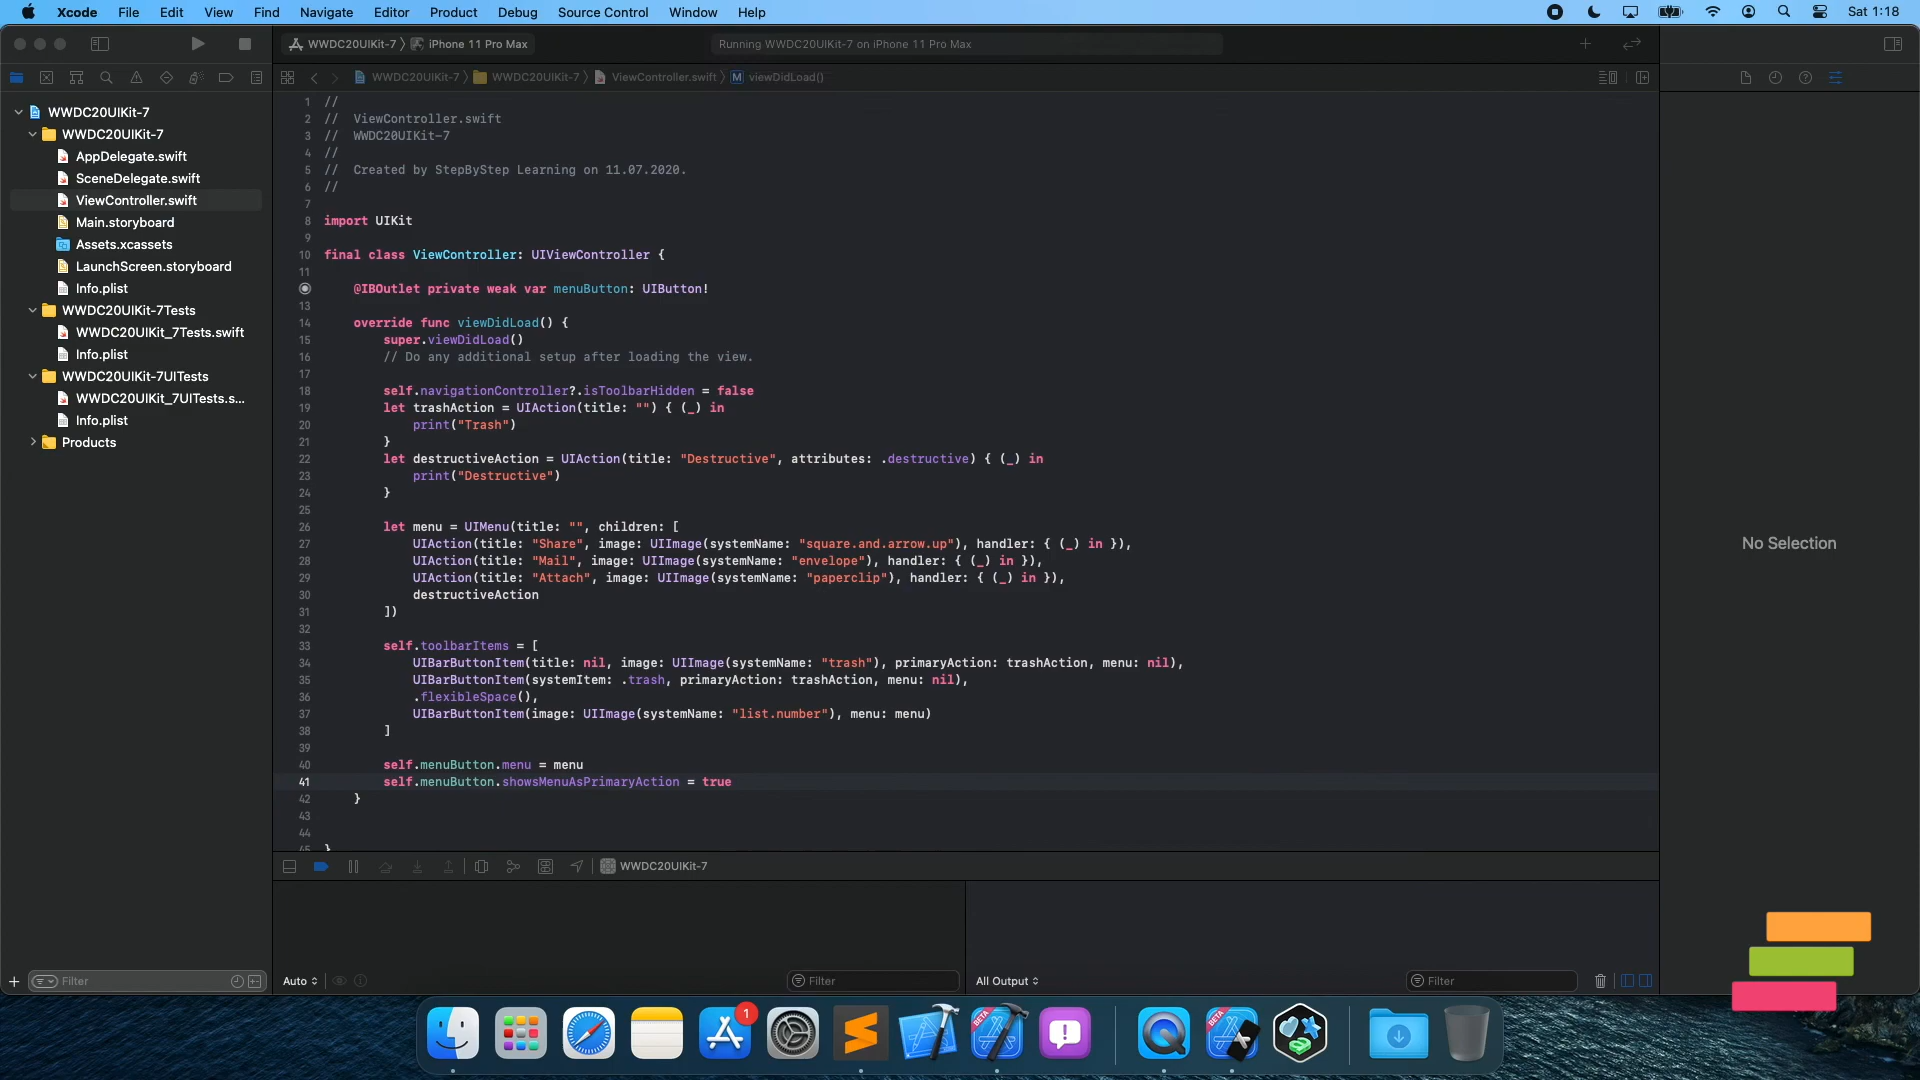 Xcode File Edit View Find Navigate Editor Product Debug Source Control Window Help Sat 1:18
WWDC20UIKit-7 iPhone 11 Pro Max Running WWDC20UIKit-7 on iPhone 11 Pro Max
WWDC20UIKit-7 WWDC20UIKit-7 ViewController.swift M viewDidLoad()
WWDC20UIKit-7
WWDC20UIKit-7
AppDelegate.swift
SceneDelegate.swift
ViewController.swift
Main.storyboard
Assets.xcassets
LaunchScreen.storyboard
Info.plist
WWDC20UIKit-7Tests
WWDC20UIKit_7Tests.swift
Info.plist
WWDC20UIKit-7UITests
WWDC20UIKit_7UITests.s...
Info.plist
Products
Filter
1 //
2 //  ViewController.swift
3 //  WWDC20UIKit-7
4 //
5 //  Created by StepByStep Learning on 11.07.2020.
6 //
7
8 import UIKit
9
10 final class ViewController: UIViewController {
11
@IBOutlet private weak var menuButton: UIButton!
13
14 override func viewDidLoad() {
15 super.viewDidLoad()
16 // Do any additional setup after loading the view.
17
18 self.navigationController?.isToolbarHidden = false
19 let trashAction = UIAction(title: "") { (_) in
20 print("Trash")
21 }
22 let destructiveAction = UIAction(title: "Destructive", attributes: .destructive) { (_) in
23 print("Destructive")
24 }
25
26 let menu = UIMenu(title: "", children: [
27 UIAction(title: "Share", image: UIImage(systemName: "square.and.arrow.up"), handler: { (_) in }),
28 UIAction(title: "Mail", image: UIImage(systemName: "envelope"), handler: { (_) in }),
29 UIAction(title: "Attach", image: UIImage(systemName: "paperclip"), handler: { (_) in }),
30 destructiveAction
31 ])
32
33 self.toolbarItems = [
34 UIBarButtonItem(title: nil, image: UIImage(systemName: "trash"), primaryAction: trashAction, menu: nil),
35 UIBarButtonItem(systemItem: .trash, primaryAction: trashAction, menu: nil),
36 .flexibleSpace(),
37 UIBarButtonItem(image: UIImage(systemName: "list.number"), menu: menu)
38 ]
39
40 self.menuButton.menu = menu
41 self.menuButton.showsMenuAsPrimaryAction = true
42 }
43
44
45 }
WWDC20UIKit-7
Auto Filter All Output Filter
No Selection
1
BETA
BETA